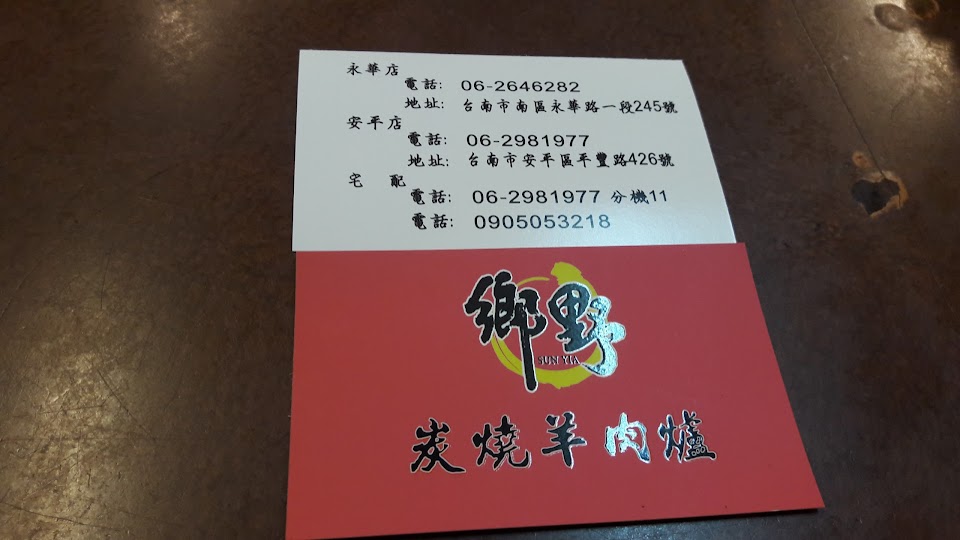 永華店
電話: 06-2646282
地址: 台南市南區永華路一段245號
安平店
電話: 06-2981977
地址: 台南市安平區平豐路426號
宅 配
電話: 06-2981977 分機11
電話: 0905053218
鄉野
SUN YIA
炭燒羊肉爐